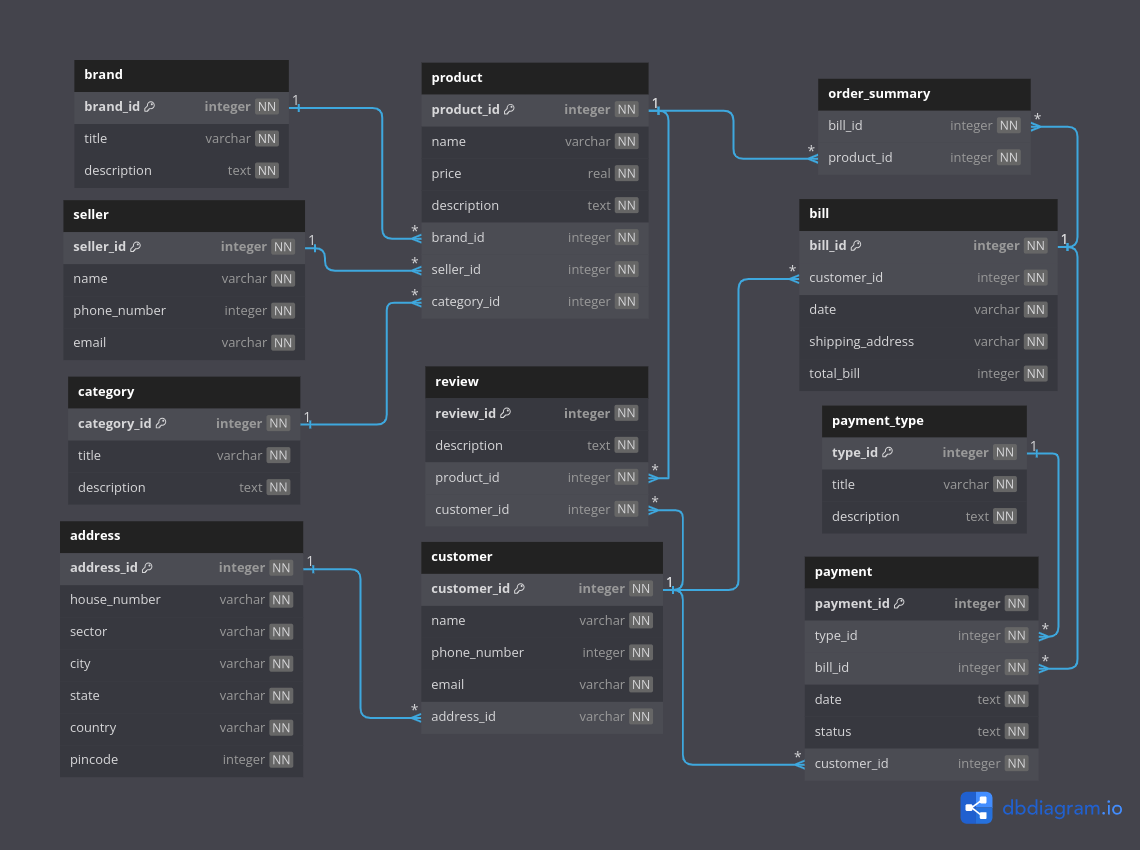 brand
brand_id integer NN
title varchar NN
description text NN
seller
seller_id integer NN
name varchar NN
phone_number integer NN
email varchar NN
category
category_id integer NN
title varchar NN
description text NN
address
address_id integer NN
house_number varchar NN
sector varchar NN
city varchar NN
state varchar NN
country varchar NN
pincode integer NN
1
1
1
1
*
*
*
*
product
product_id integer NN
name varchar NN
price real NN
description text NN
brand_id integer NN
seller_id integer NN
category_id integer NN
review
review_id integer NN
description text NN
product_id integer NN
customer_id integer NN
customer
customer_id integer NN
name varchar NN
phone_number integer NN
email varchar NN
address_id varchar NN
1
*
*
1
*
*
*
order_summary
bill_id integer NN
product_id integer NN
bill
bill_id integer NN
customer_id integer NN
date varchar NN
shipping_address varchar NN
total_bill integer NN
payment_type
type_id integer NN
title varchar NN
description text NN
payment
payment_id integer NN
type_id integer NN
bill_id integer NN
date text NN
status text NN
customer_id integer NN
*
1
1
*
*
dbdiagram.io